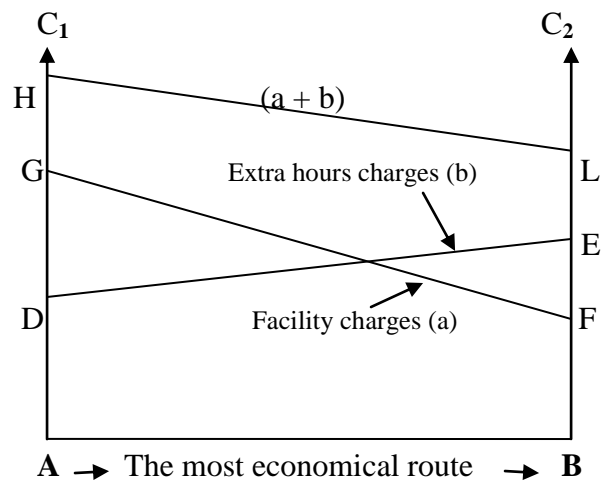 C1 C2
H (a + b)
G Extra hours charges (b) L
E
D Facility charges (a) F
A The most economical route B